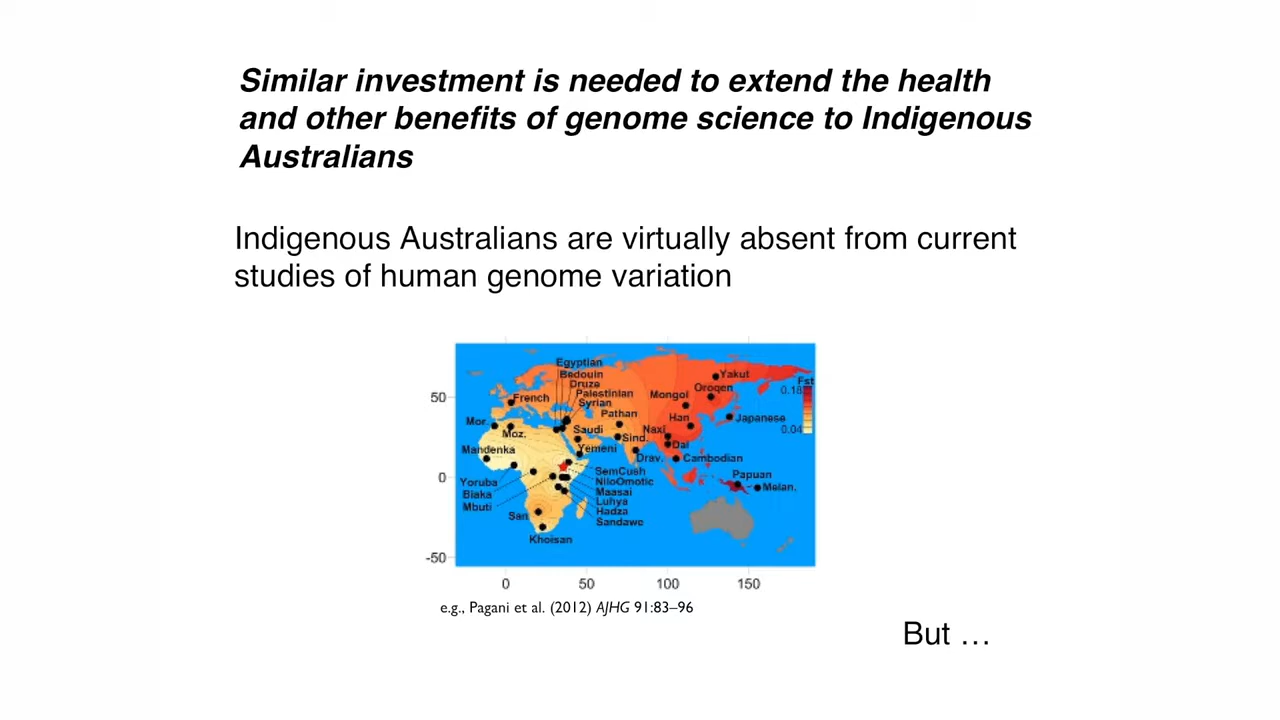 Similar investment is needed to extend the health
and other benefits of genome science to Indigenous
Australians
Indigenous Australians are virtually absent from current
studies of human genome variation
Egyptian
Bedouin
Druze
Palestinian
Syrian
French
Pathan
Mongol
Yakut
Oroqen
Fst
0.18
0.04
50
Mor.
Moz.
Saudi
Sind.
Naxi
Han
Japanese
Mandenka
Yemeni
Drav.
Dai
Cambodian
0
Yoruba
Biaka
Mbuti
SemCush
NiloOmotic
Maasai
Luhya
Hadza
Sandawe
Papuan
Melan.
San
Khoisan
-50
0 50 100 150
e.g., Pagani et al. (2012) AJHG 91:83–96
But …